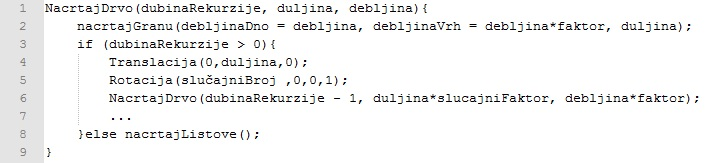 1 NacrtajDrvo(dubinaRekurzije, duljina, debljina){
2 nacrtajGranu(debljinaDno = debljina, debljinaVrh = debljina*faktor, duljina);
3 if (dubinaRekurzije > 0){
4 Translacija(0,duljina,0);
5 Rotacija(slučajniBroj ,0,0,1);
6 NacrtajDrvo(dubinaRekurzije - 1, duljina*slucajniFaktor, debljina*faktor);
7 ...
8 }else nacrtajListove();
9 }